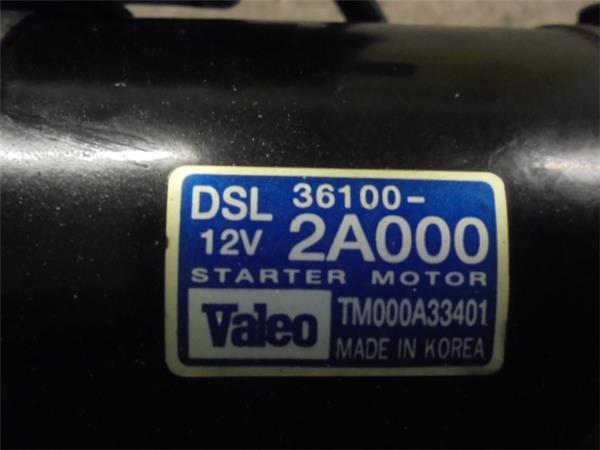 DSL 36100-
12V 2A000
STARTER MOTOR
Valeo TM000A33401
MADE IN KOREA